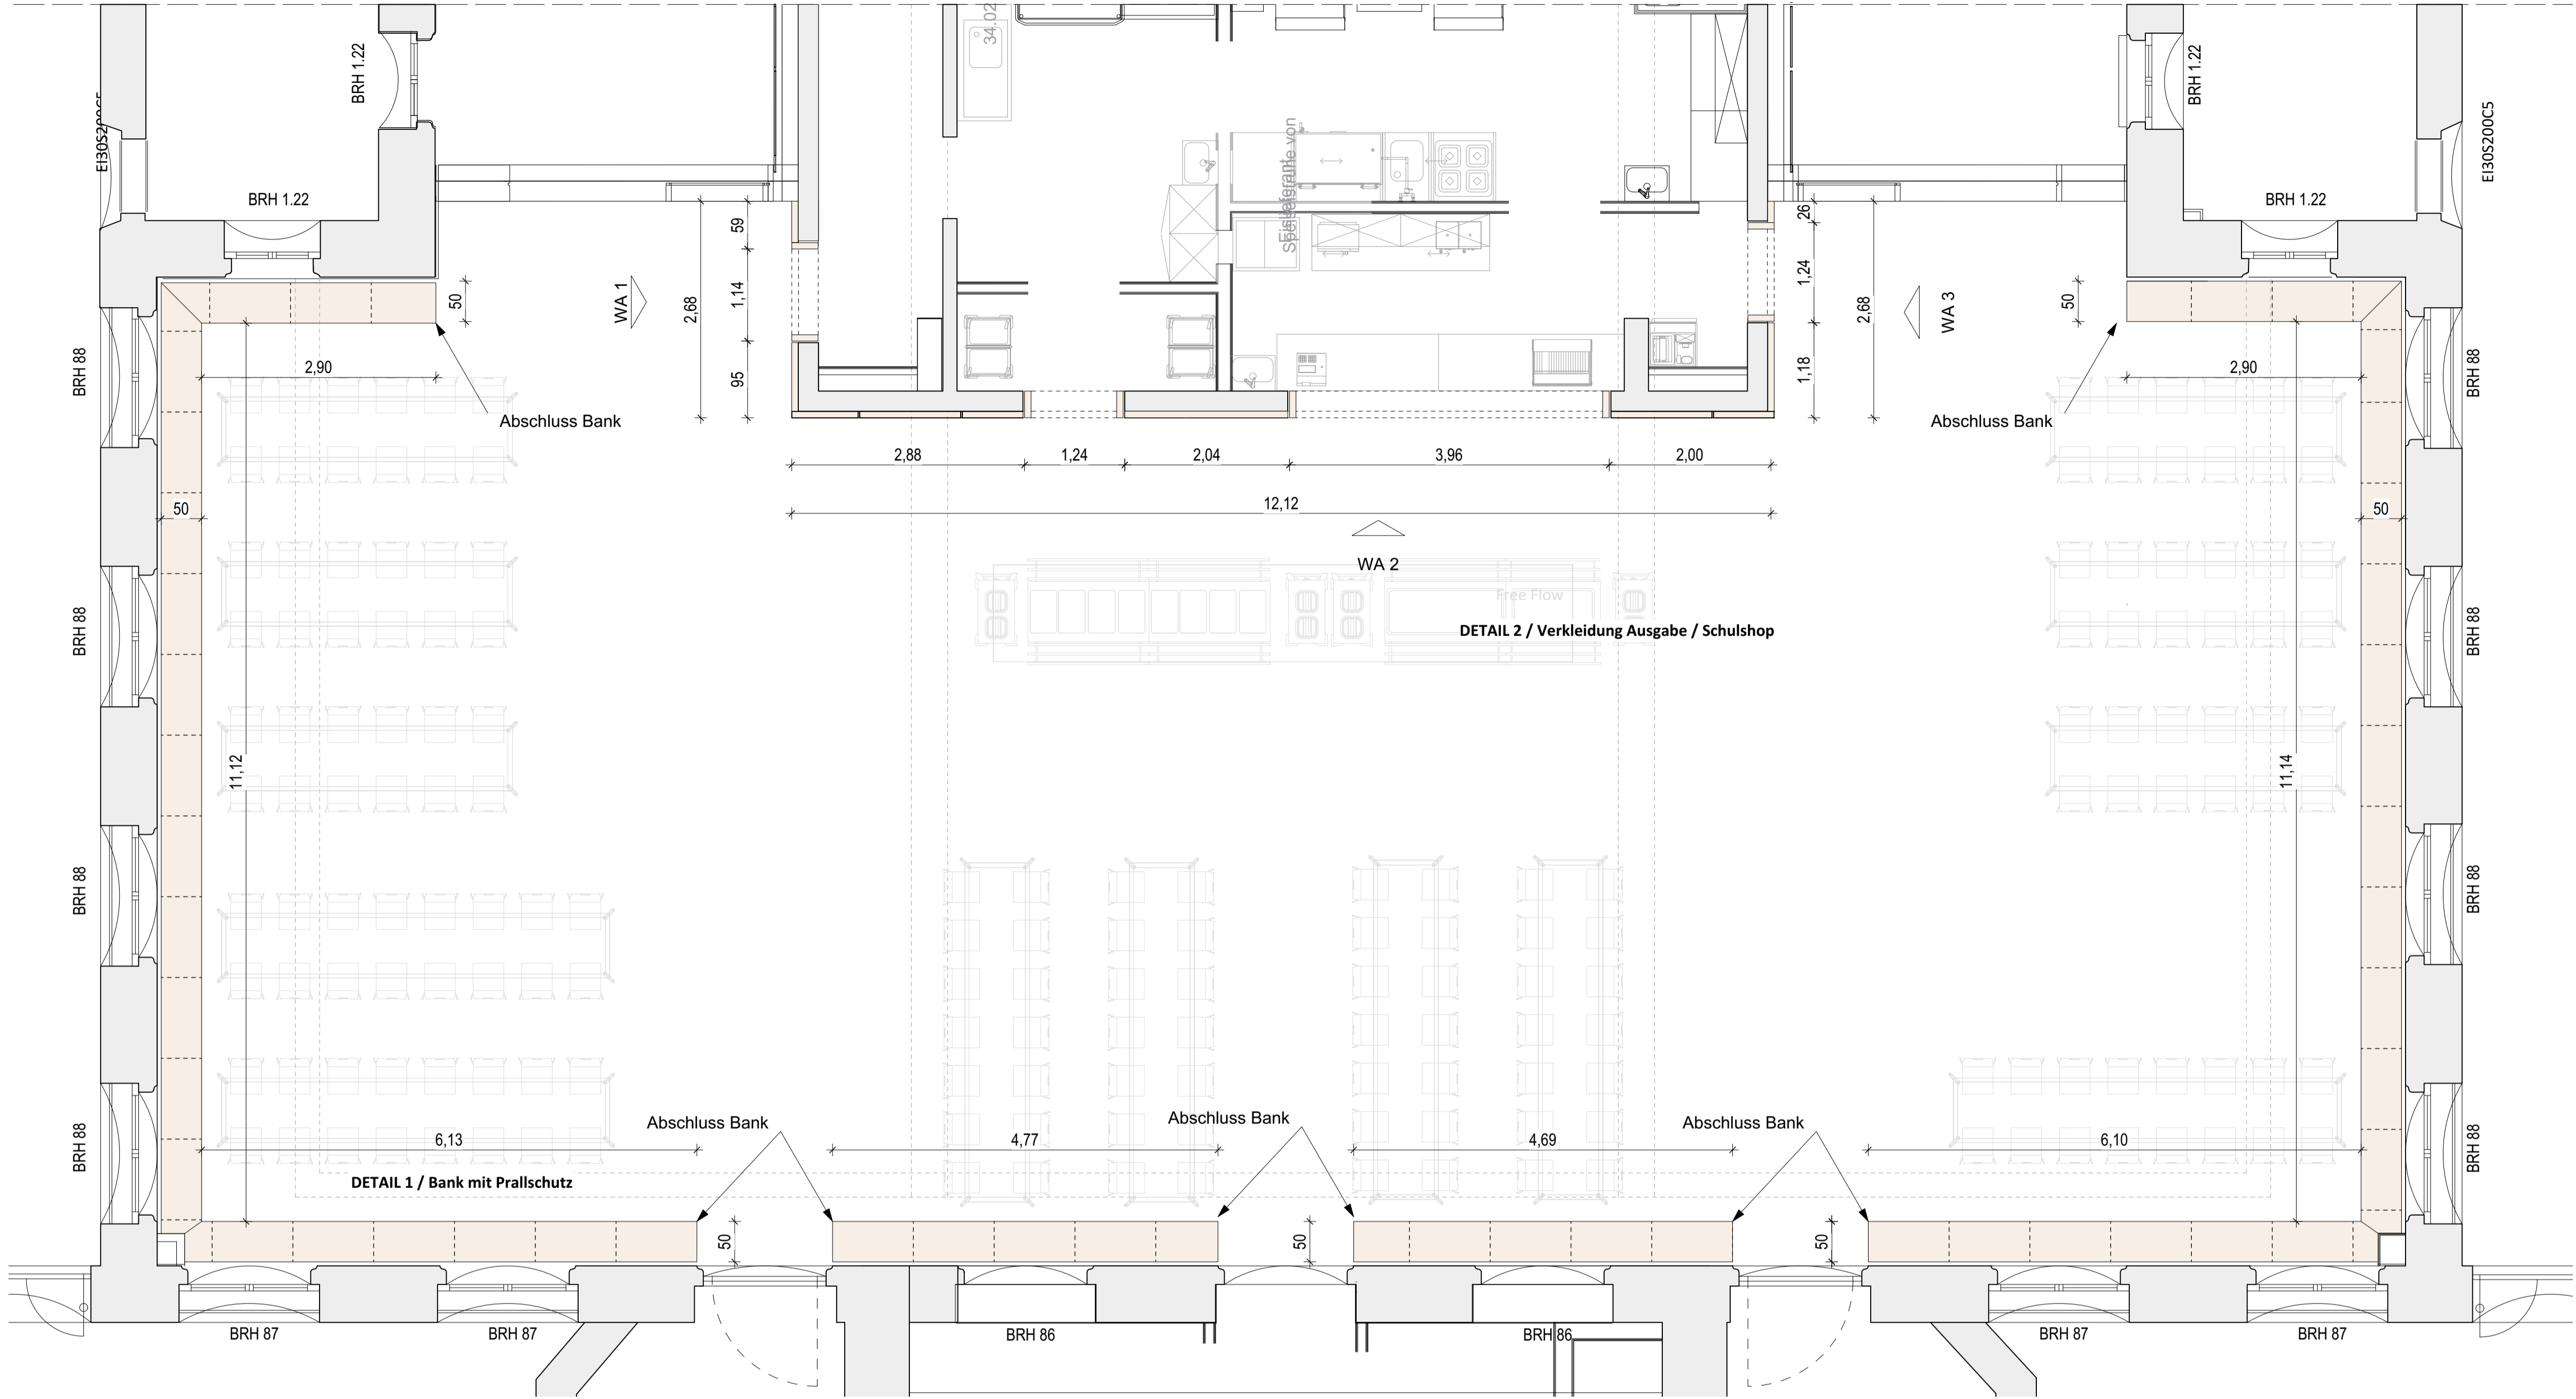 34.02
BRH 1.22
BRH 1.22
EI30S200C5
EI30S200C5
BRH 1.22
BRH 1.22
59
1,14
95
2,68
WA 1
26
1,24
1,18
2,68
WA 3
50
50
BRH 88
2,90
Abschluss Bank
BRH 88
2,90
Abschluss Bank
2,88
1,24
2,04
3,96
2,00
12,12
50
50
WA 2
Free Flow
DETAIL 2 / Verkleidung Ausgabe / Schulshop
BRH 88
BRH 88
11,12
11,14
BRH 88
BRH 88
Abschluss Bank
Abschluss Bank
Abschluss Bank
6,13
4,77
4,69
6,10
BRH 88
BRH 88
DETAIL 1 / Bank mit Prallschutz
50
50
50
BRH 87
BRH 87
BRH 86
BRH 86
BRH 87
BRH 87